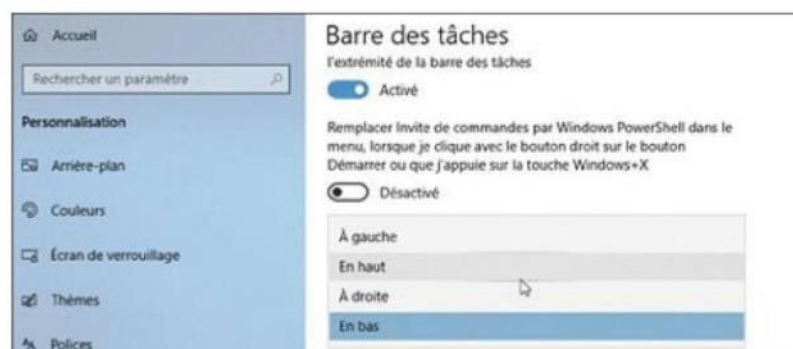 Accueil
Rechercher un paramètre
Personnalisation
Arrière-plan
Couleurs
Écran de verrouillage
Thèmes
Polices
Barre des tâches
l'extrémité de la barre des tâches
Activé
Remplacer Invite de commandes par Windows PowerShell dans le
menu, lorsque je clique avec le bouton droit sur le bouton
Démarrer ou que j'appuie sur la touche Windows+X
Désactivé
À gauche
En haut
À droite
En bas